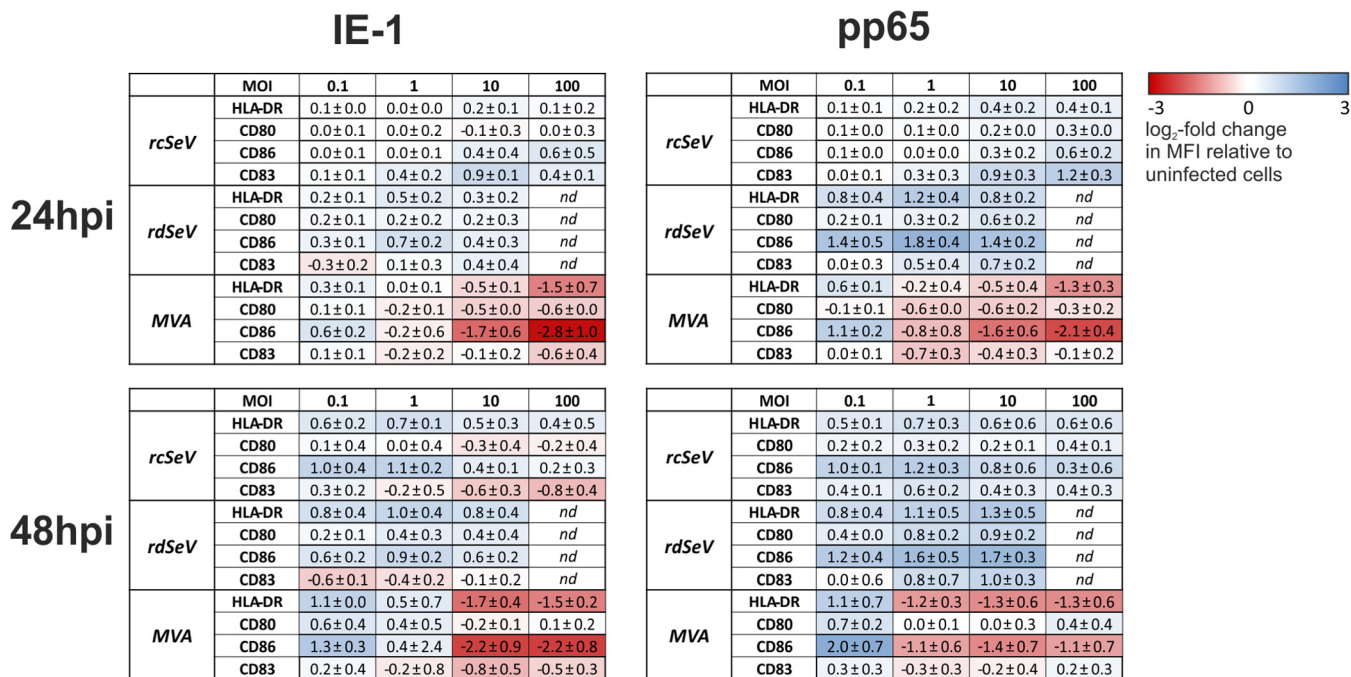 IE-1 pp65
MOI 0.1 1 10 100
rcSeV
HLA-DR 0.1±0.0 0.0±0.0 0.2±0.1 0.1±0.2
CD80 0.0±0.1 0.0±0.2 -0.1±0.3 0.0±0.3
CD86 0.0±0.1 0.0±0.1 0.4±0.4 0.6±0.5
CD83 0.1±0.1 0.4±0.2 0.9±0.1 0.4±0.1
24hpi
rdSeV
HLA-DR 0.2±0.1 0.5±0.2 0.3±0.2 nd
CD80 0.2±0.1 0.2±0.2 0.2±0.3 nd
CD86 0.3±0.1 0.7±0.2 0.4±0.3 nd
CD83 -0.3±0.2 0.1±0.3 0.4±0.4 nd
MVA
HLA-DR 0.3±0.1 0.0±0.1 -0.5±0.1 -1.5±0.7
CD80 0.1±0.1 -0.2±0.1 -0.5±0.0 -0.6±0.0
CD86 0.6±0.2 -0.2±0.6 -1.7±0.6 -2.8±1.0
CD83 0.1±0.1 -0.2±0.2 -0.1±0.2 -0.6±0.4
MOI 0.1 1 10 100
rcSeV
HLA-DR 0.1±0.1 0.2±0.2 0.4±0.2 0.4±0.1
CD80 0.1±0.0 0.1±0.0 0.2±0.0 0.3±0.0
CD86 0.1±0.0 0.0±0.0 0.3±0.2 0.6±0.2
CD83 0.0±0.1 0.3±0.3 0.9±0.3 1.2±0.3
rdSeV
HLA-DR 0.8±0.4 1.2±0.4 0.8±0.2 nd
CD80 0.2±0.1 0.3±0.2 0.6±0.2 nd
CD86 1.4±0.5 1.8±0.4 1.4±0.2 nd
CD83 0.0±0.3 0.5±0.4 0.7±0.2 nd
MVA
HLA-DR 0.6±0.1 -0.2±0.4 -0.5±0.4 -1.3±0.3
CD80 -0.1±0.1 -0.6±0.0 -0.6±0.2 -0.3±0.2
CD86 1.1±0.2 -0.8±0.8 -1.6±0.6 -2.1±0.4
CD83 0.0±0.1 -0.7±0.3 -0.4±0.3 -0.1±0.2
-3 0 3
log₂-fold change
in MFI relative to
uninfected cells
MOI 0.1 1 10 100
rcSeV
HLA-DR 0.6±0.2 0.7±0.1 0.5±0.3 0.4±0.5
CD80 0.1±0.4 0.0±0.4 -0.3±0.4 -0.2±0.4
CD86 1.0±0.4 1.1±0.2 0.4±0.1 0.2±0.3
CD83 0.3±0.2 -0.2±0.5 -0.6±0.3 -0.8±0.4
48hpi
rdSeV
HLA-DR 0.8±0.4 1.0±0.4 0.8±0.4 nd
CD80 0.2±0.1 0.4±0.3 0.4±0.4 nd
CD86 0.6±0.2 0.9±0.2 0.6±0.2 nd
CD83 -0.6±0.1 -0.4±0.2 -0.1±0.2 nd
MVA
HLA-DR 1.1±0.0 0.5±0.7 -1.7±0.4 -1.5±0.2
CD80 0.6±0.4 0.4±0.5 -0.2±0.1 0.1±0.2
CD86 1.3±0.3 0.4±2.4 -2.2±0.9 -2.2±0.8
CD83 0.2±0.4 -0.2±0.8 -0.8±0.5 -0.5±0.3
MOI 0.1 1 10 100
rcSeV
HLA-DR 0.5±0.1 0.7±0.3 0.6±0.6 0.6±0.6
CD80 0.2±0.2 0.3±0.2 0.2±0.1 0.4±0.1
CD86 1.0±0.1 1.2±0.3 0.8±0.6 0.3±0.6
CD83 0.4±0.1 0.6±0.2 0.4±0.3 0.4±0.3
rdSeV
HLA-DR 0.8±0.4 1.1±0.5 1.3±0.5 nd
CD80 0.4±0.0 0.8±0.2 0.9±0.2 nd
CD86 1.2±0.4 1.6±0.5 1.7±0.3 nd
CD83 0.0±0.6 0.8±0.7 1.0±0.3 nd
MVA
HLA-DR 1.1±0.7 -1.2±0.3 -1.3±0.6 -1.3±0.6
CD80 0.7±0.2 0.0±0.1 0.0±0.3 0.4±0.4
CD86 2.0±0.7 -1.1±0.6 -1.4±0.7 -1.1±0.7
CD83 0.3±0.3 -0.3±0.3 -0.2±0.4 0.2±0.3